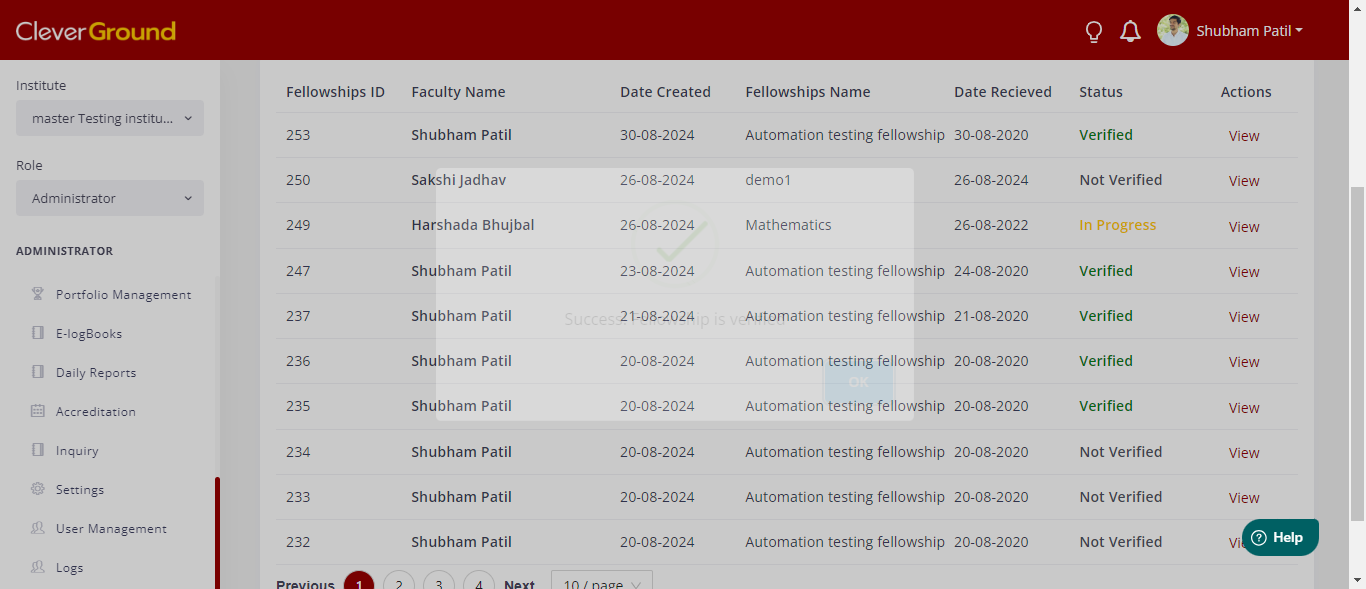 CleverGround
Shubham Patil
Institute
master Testing institu...
Role
Administrator
ADMINISTRATOR
Portfolio Management
E-logBooks
Daily Reports
Accreditation
Inquiry
Settings
User Management
Logs
Fellowships ID Faculty Name Date Created Fellowships Name Date Recieved Status Actions
253 Shubham Patil 30-08-2024 Automation testing fellowship 30-08-2020 Verified View
250 Sakshi Jadhav 26-08-2024 demo1 26-08-2024 Not Verified View
249 Harshada Bhujbal 26-08-2024 Mathematics 26-08-2022 In Progress View
247 Shubham Patil 23-08-2024 Automation testing fellowship 24-08-2020 Verified View
237 Shubham Patil 21-08-2024 Automation testing fellowship 21-08-2020 Verified View
Success! Fellowship is verified
236 Shubham Patil 20-08-2024 Automation testing fellowship 20-08-2020 Verified View
OK
235 Shubham Patil 20-08-2024 Automation testing fellowship 20-08-2020 Verified View
234 Shubham Patil 20-08-2024 Automation testing fellowship 20-08-2020 Not Verified View
233 Shubham Patil 20-08-2024 Automation testing fellowship 20-08-2020 Not Verified View
232 Shubham Patil 20-08-2024 Automation testing fellowship 20-08-2020 Not Verified View
Help
Previous 1 2 3 4 Next 10 / page